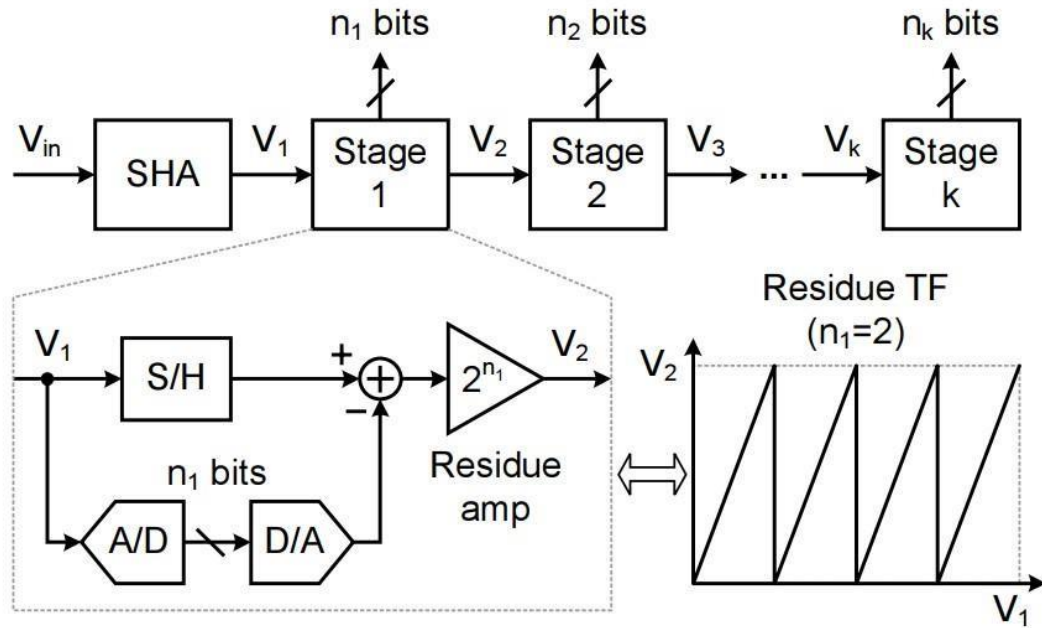 n₁ bits
n₂ bits
nₖ bits
Vᵢₙ
SHA
V₁
Stage
1
V₂
Stage
2
V₃
...
Vₖ
Stage
k
V₁
S/H
+
+
−
2ⁿ¹
V₂
Residue
amp
n₁ bits
A/D
D/A
Residue TF
(n₁=2)
V₂
V₁